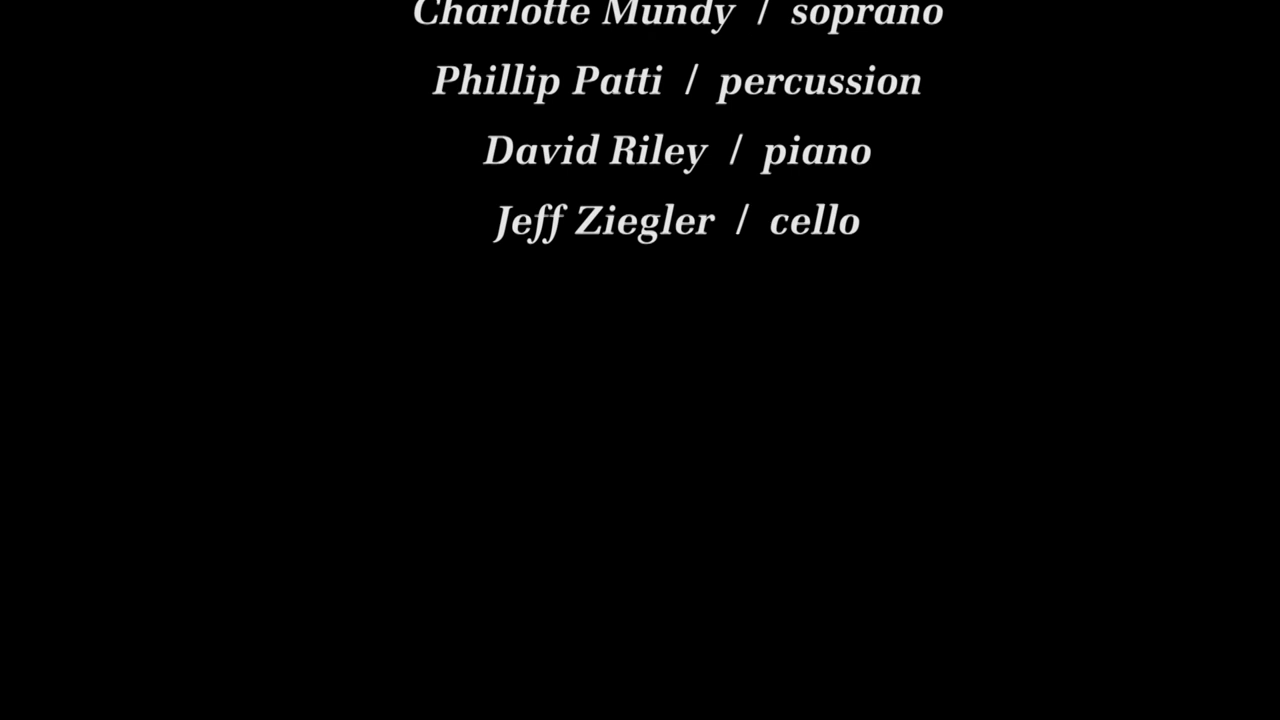 Charlotte Mundy / soprano
Phillip Patti / percussion
David Riley / piano
Jeff Ziegler / cello